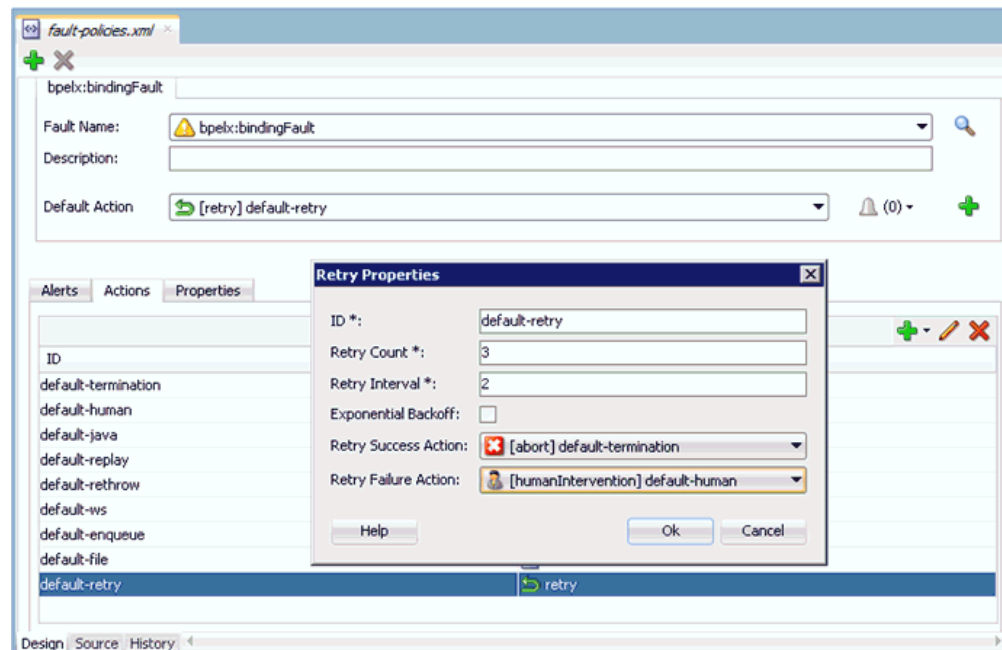 fault-policies.xml
bpelx:bindingFault
Fault Name: bpelx:bindingFault
Description:
Default Action [retry] default-retry (0)
Alerts Actions Properties
ID
default-termination
default-human
default-java
default-replay
default-rethrow
default-ws
default-enqueue
default-file
default-retry retry
Retry Properties
ID *: default-retry
Retry Count *: 3
Retry Interval *: 2
Exponential Backoff:
Retry Success Action: [abort] default-termination
Retry Failure Action: [humanIntervention] default-human
Help Ok Cancel
Design Source History